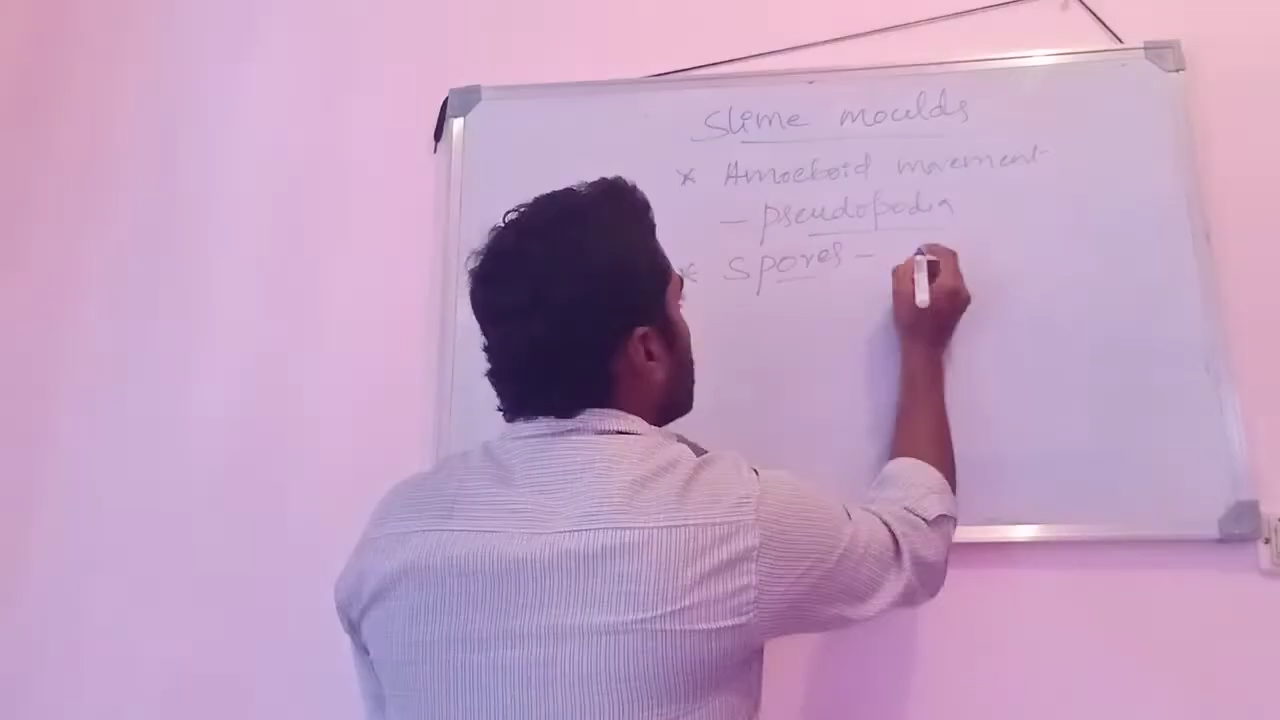 Slime moulds
* Amoeboid movement
- pseudopodia
* Spores -